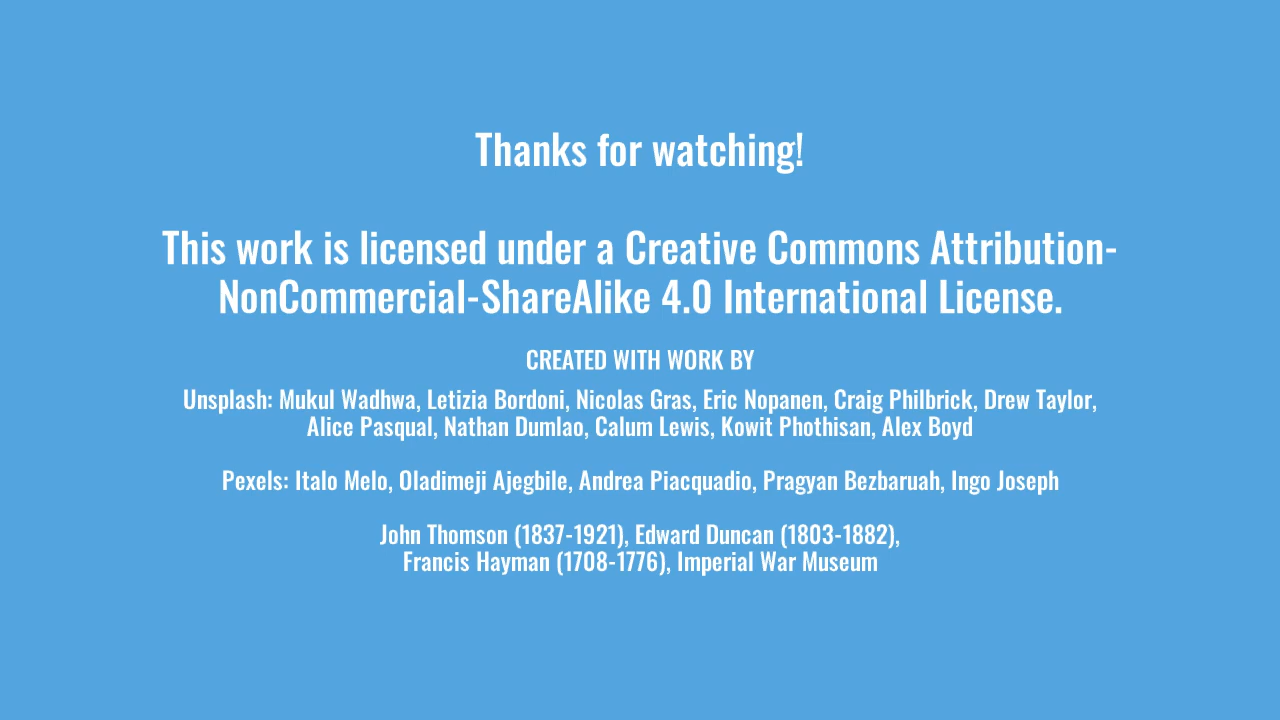 Thanks for watching!
This work is licensed under a Creative Commons Attribution-
NonCommercial-ShareAlike 4.0 International License.
CREATED WITH WORK BY
Unsplash: Mukul Wadhwa, Letizia Bordoni, Nicolas Gras, Eric Nopanen, Craig Philbrick, Drew Taylor,
Alice Pasqual, Nathan Dumlao, Calum Lewis, Kowit Phothisan, Alex Boyd
Pexels: Italo Melo, Oladimeji Ajegbile, Andrea Piacquadio, Pragyan Bezbaruah, Ingo Joseph
John Thomson (1837-1921), Edward Duncan (1803-1882),
Francis Hayman (1708-1776), Imperial War Museum